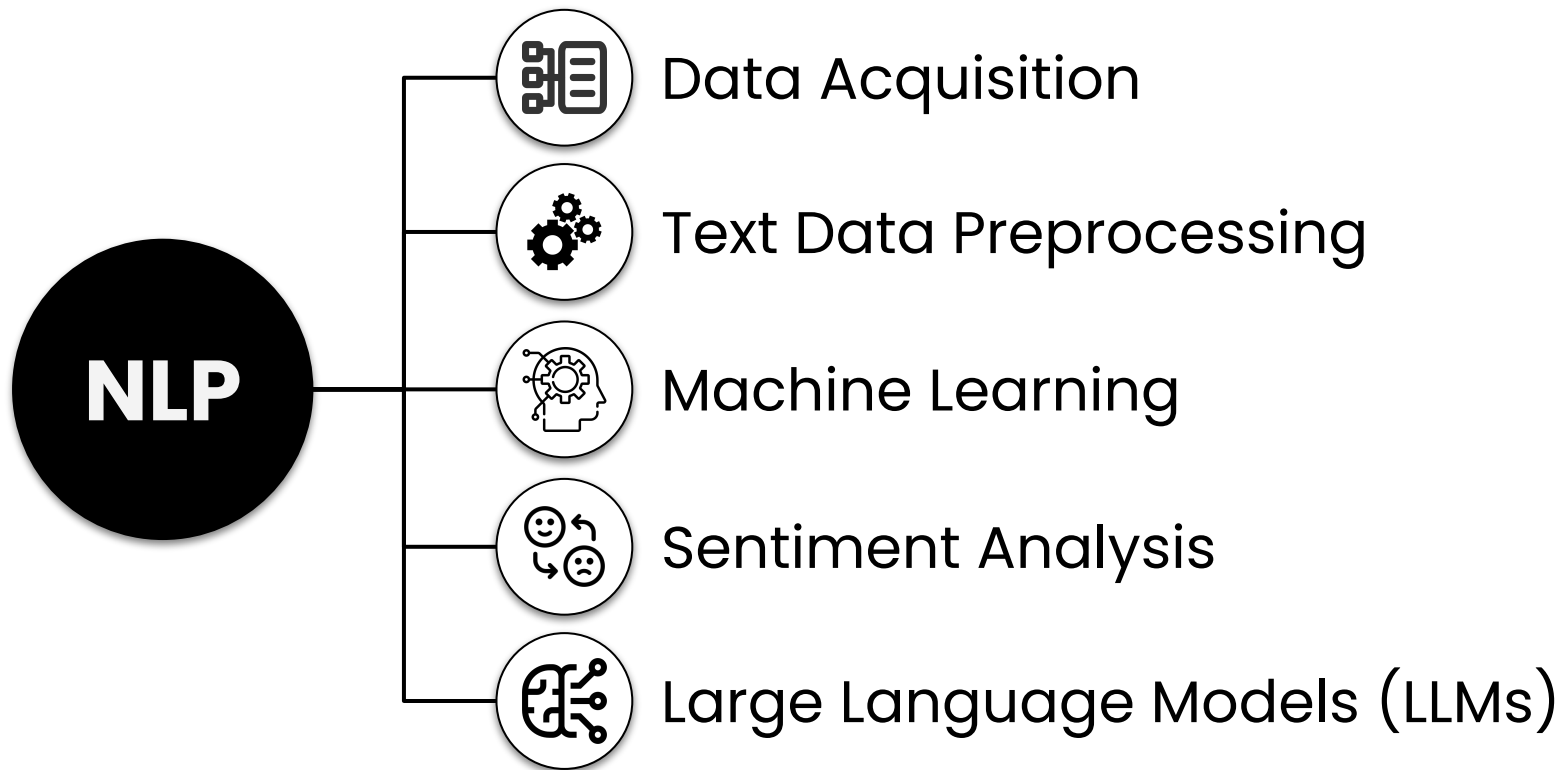 NLP
Data Acquisition
Text Data Preprocessing
Machine Learning
Sentiment Analysis
Large Language Models (LLMs)